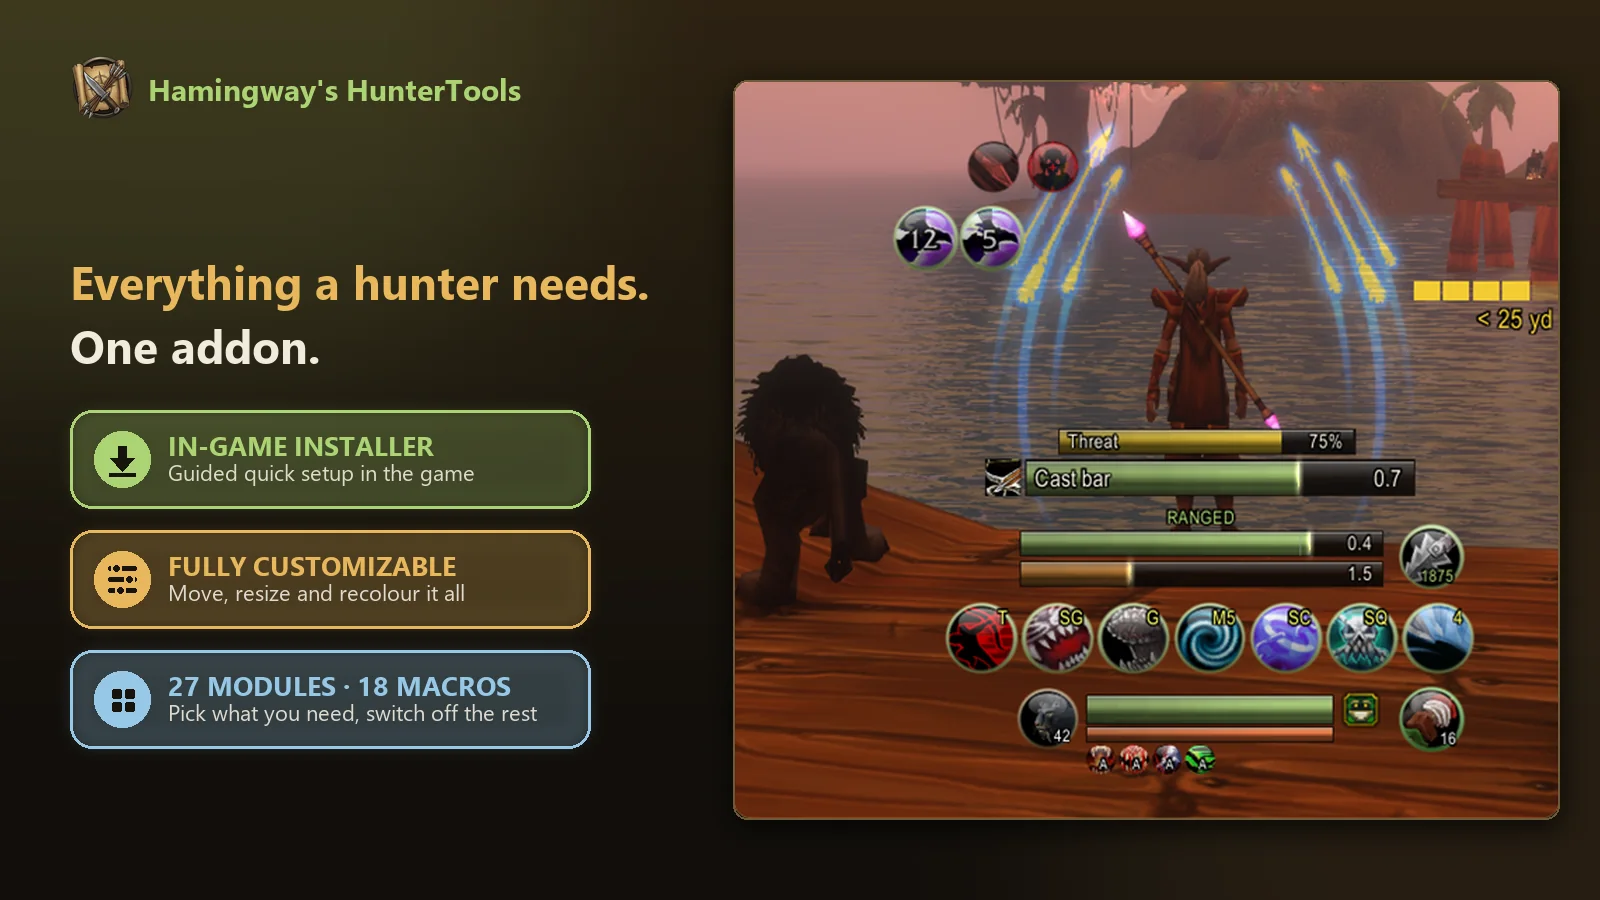 Hamingway's HunterTools
Everything a hunter needs.
One addon.
IN-GAME INSTALLER
Guided quick setup in the game
FULLY CUSTOMIZABLE
Move, resize and recolour it all
27 MODULES · 18 MACROS
Pick what you need, switch off the rest
12
5
< 25 yd
Threat 75%
Cast bar 0.7
RANGED
0.4
1.5
1875
T SG G M5 SC SQ 4
42
16
A A A A